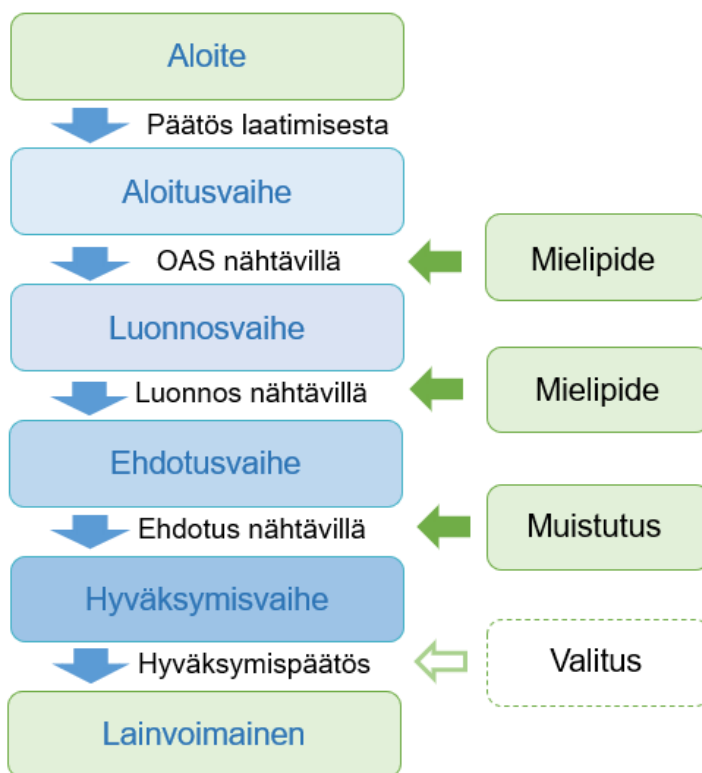 Aloite
Päätös laatimisesta
Aloitusvaihe
OAS nähtävillä
Mielipide
Luonnosvaihe
Luonnos nähtävillä
Mielipide
Ehdotusvaihe
Ehdotus nähtävillä
Muistutus
Hyväksymisvaihe
Hyväksymispäätös
Valitus
Lainvoimainen